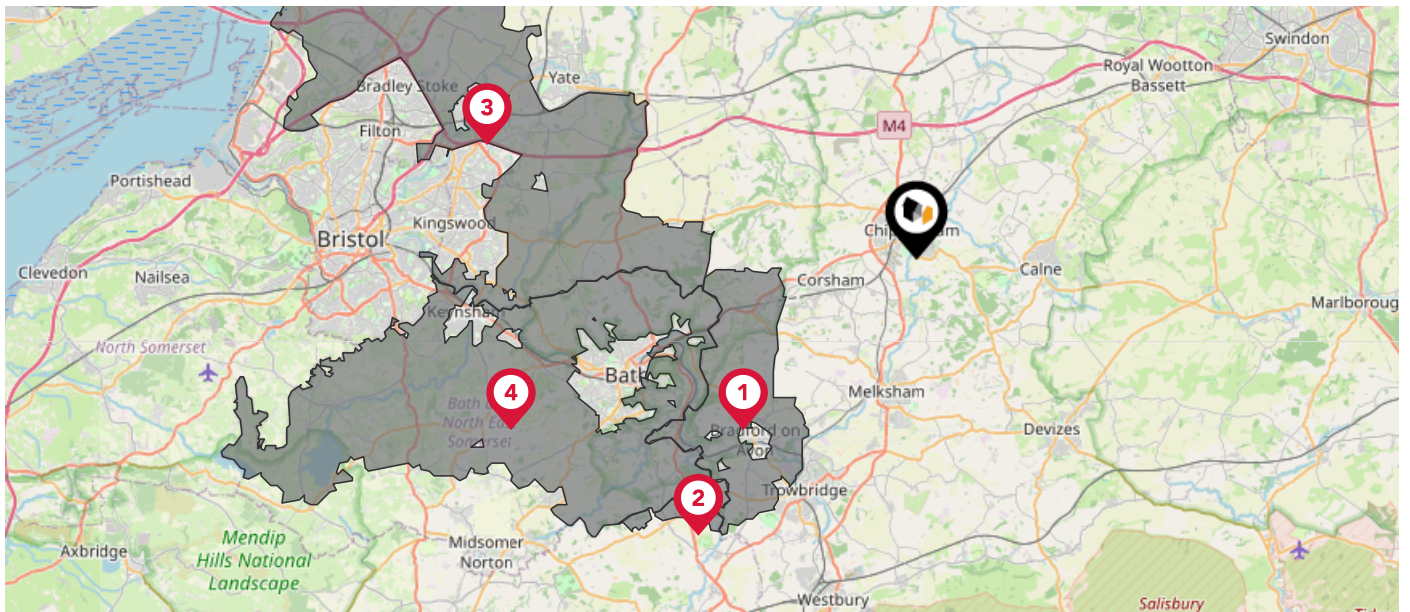 Swindon
Royal Wootton
Bassett
Yate
Bradley Stoke
3
M4
Filton
Portishead
Kingswood
Chippenham
Bristol
Clevedon
Nailsea
Corsham
Calne
Marlboroug
Keynsham
North Somerset
Bath
4
1
Melksham
Bath
North East
Somerset
Bradford on
Avon
Devizes
2
Trowbridge
Mendip
Hills National
Landscape
Axbridge
Midsomer
Norton
Westbury
Salisbury